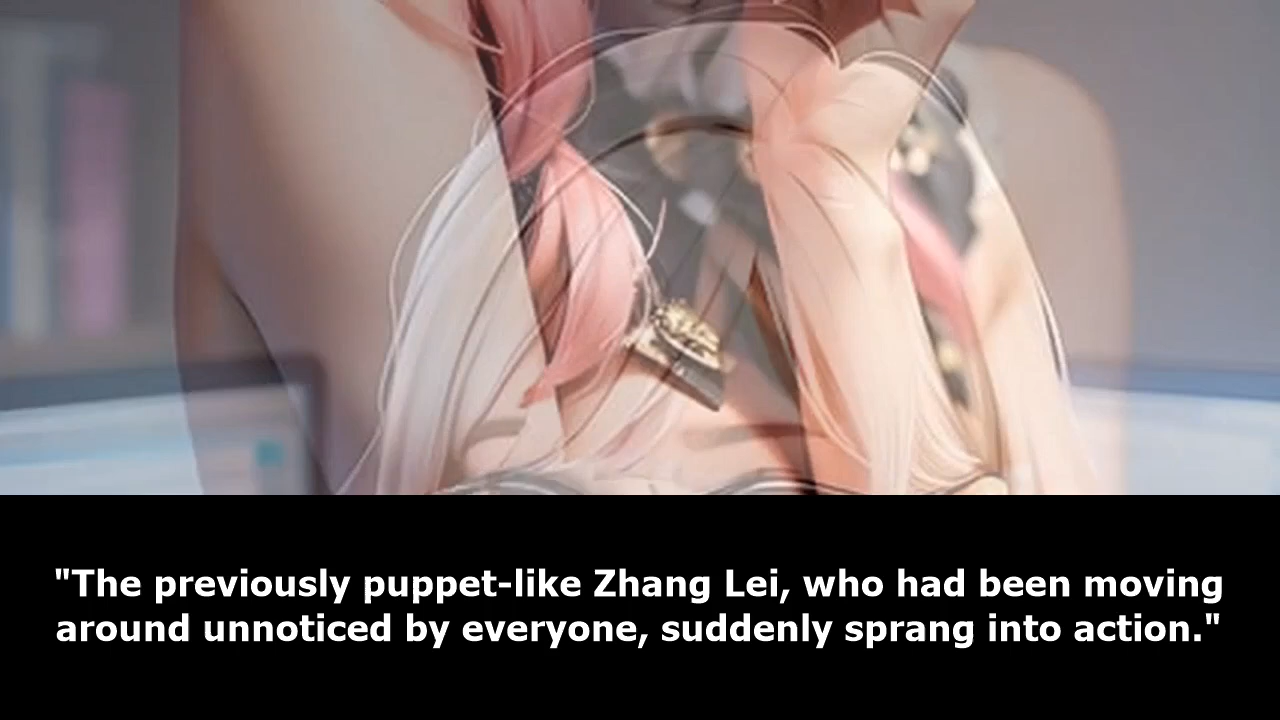 "The previously puppet-like Zhang Lei, who had been moving
around unnoticed by everyone, suddenly sprang into action."